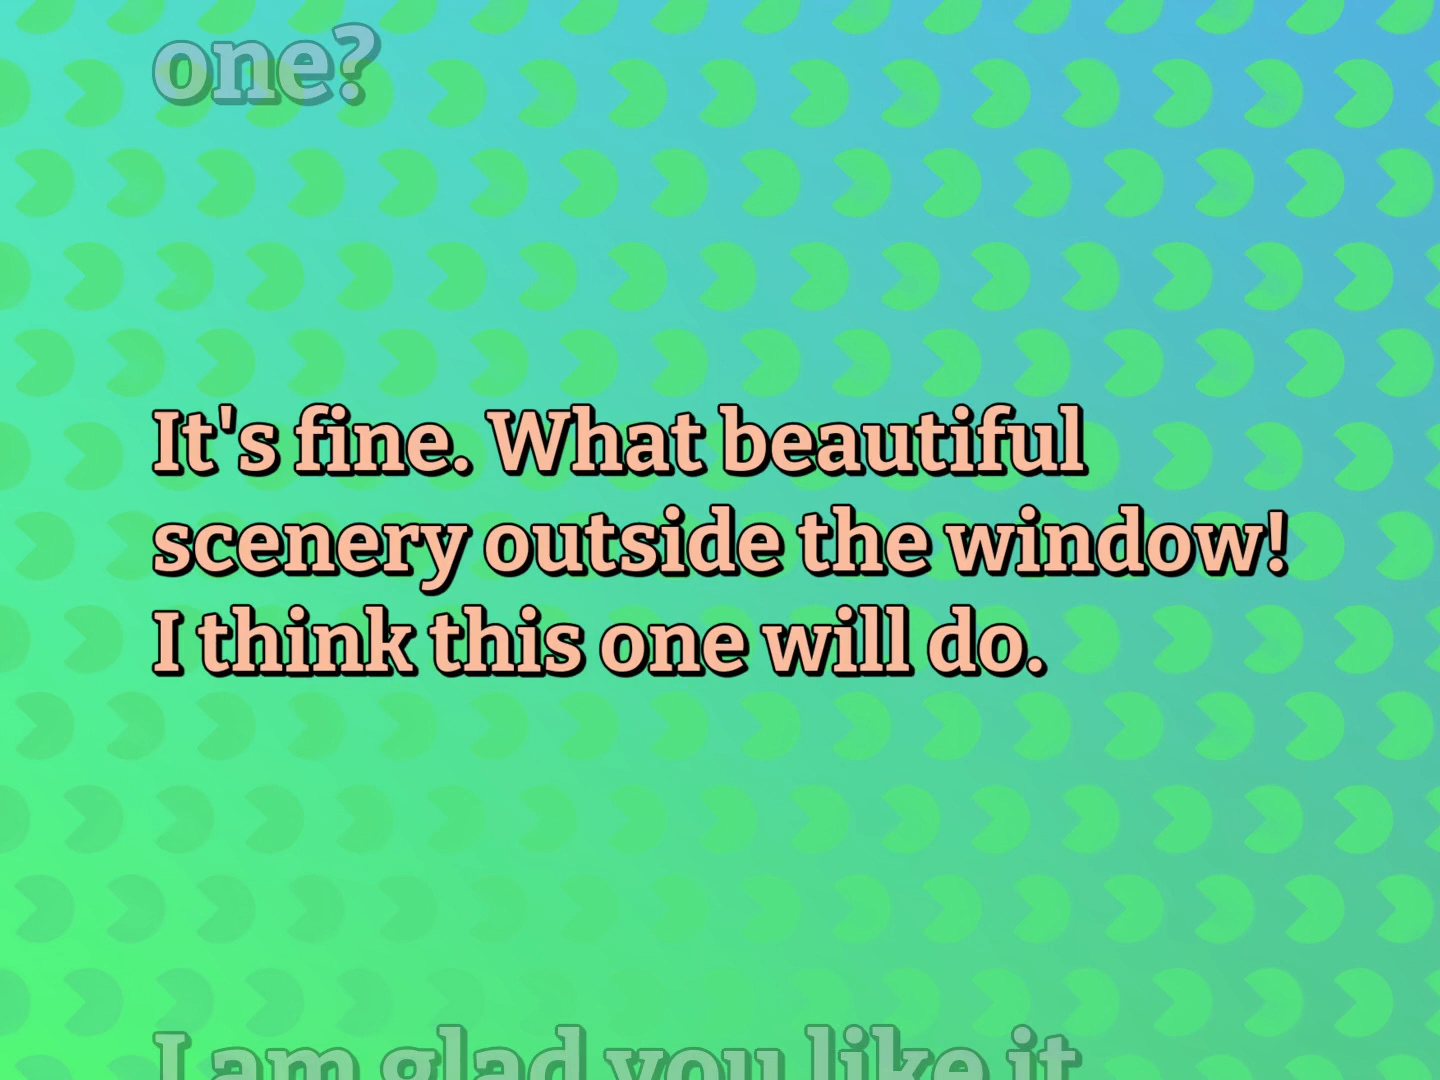 one?
It's fine. What beautiful
scenery outside the window!
I think this one will do.
I am glad you like it